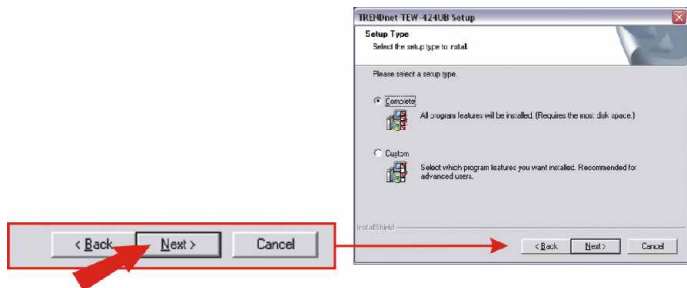 TRENDnet TEW-424UB Setup
Setup Type
Select the setup type to install.
Please select a setup type.
Complete
All program features will be installed. (Requires the most disk space.)
Custom
Select which program features you want installed. Recommended for
advanced users.
InstallShield
< Back Next > Cancel
< Back Next > Cancel